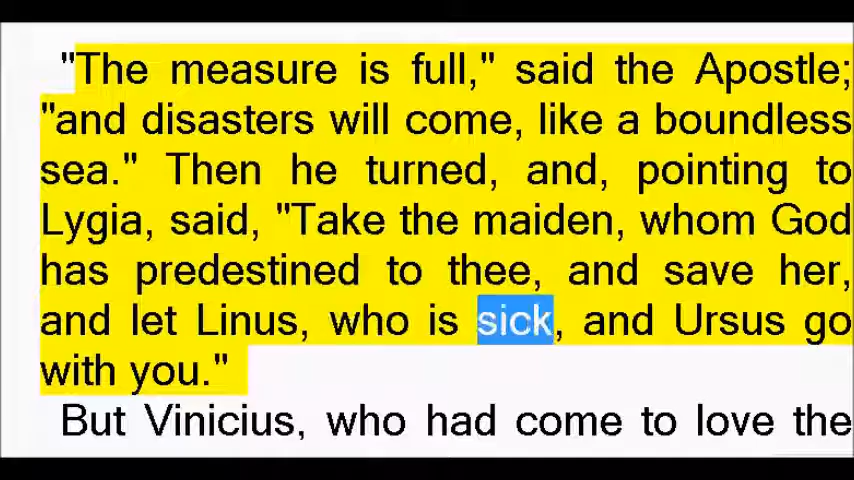 "The measure is full," said the Apostle;
"and disasters will come, like a boundless
sea." Then he turned, and, pointing to
Lygia, said, "Take the maiden, whom God
has predestined to thee, and save her,
and let Linus, who is sick, and Ursus go
with you."
But Vinicius, who had come to love the